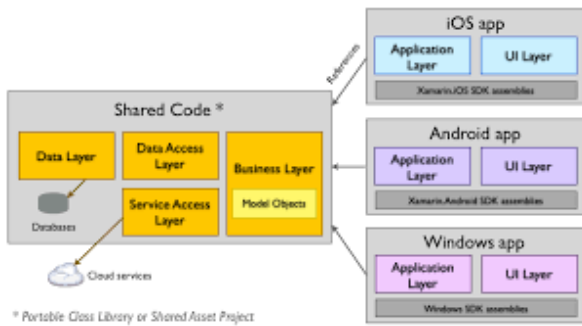 iOS app
Application
Layer
UI Layer
Xamarin.iOS SDK assemblies
References
Shared Code *
Data Layer
Data Access
Layer
Business Layer
Service Access
Layer
Model Objects
Databases
Cloud services
Android app
Application
Layer
UI Layer
Xamarin.Android SDK assemblies
Windows app
Application
Layer
UI Layer
Windows SDK assemblies
* Portable Class Library or Shared Asset Project